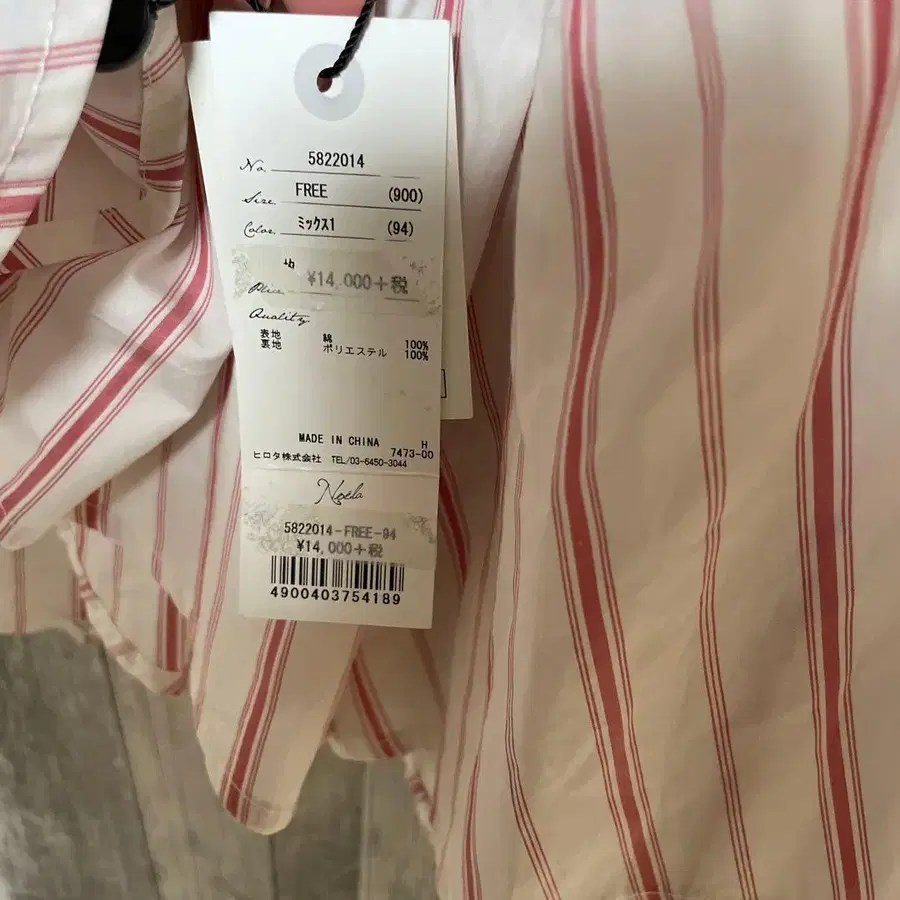 No. 5822014
Size FREE (900)
Color ミックス1 (94)
Price ¥14,000+税
Quality
表地 綿 100%
裏地 ポリエステル 100%
MADE IN CHINA H
7473-00
ヒロタ株式会社 TEL/03-6450-3044
Noela
5822014-FREE-94
¥14,000+税
4900403754189